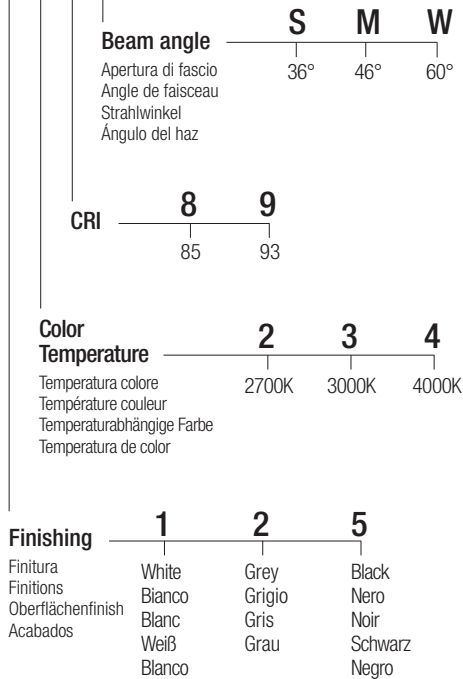 S M W
Beam angle
36° 46° 60°
Apertura di fascio
Angle de faisceau
Strahlwinkel
Ángulo del haz
8 9
CRI
85 93
Color
Temperature
2 3 4
2700K 3000K 4000K
Temperatura colore
Température couleur
Temperaturabhängige Farbe
Temperatura de color
1 2 5
Finishing
Finitura
Finitions
Oberflächenfinish
Acabados
White Grey Black
Bianco Grigio Nero
Blanc Gris Noir
Weiß Grau Schwarz
Blanco Negro